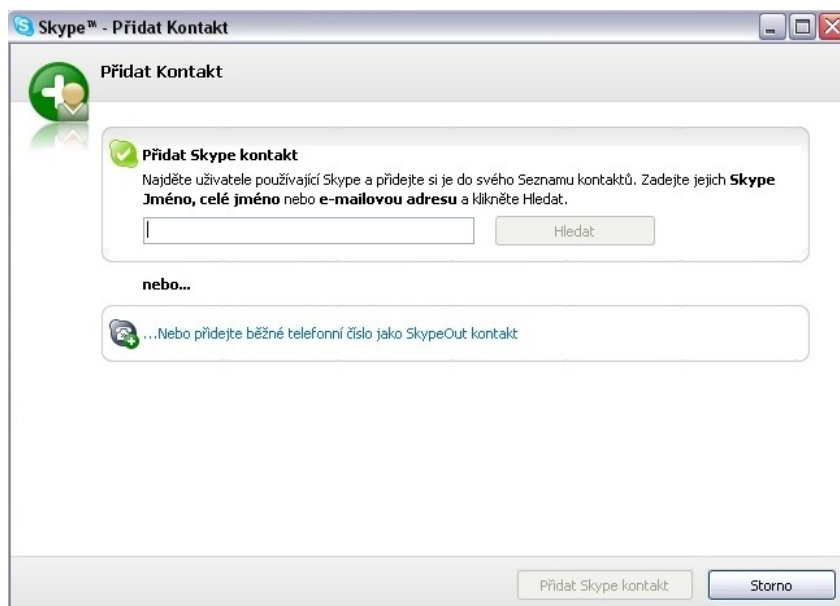 Skype™ - Přidat Kontakt
Přidat Kontakt
Přidat Skype kontakt
Najděte uživatele používající Skype a přidejte si je do svého Seznamu kontaktů. Zadejte jejich Skype
Jméno, celé jméno nebo e-mailovou adresu a klikněte Hledat.
Hledat
nebo...
...Nebo přidejte běžné telefonní číslo jako SkypeOut kontakt
Přidat Skype kontakt
Storno